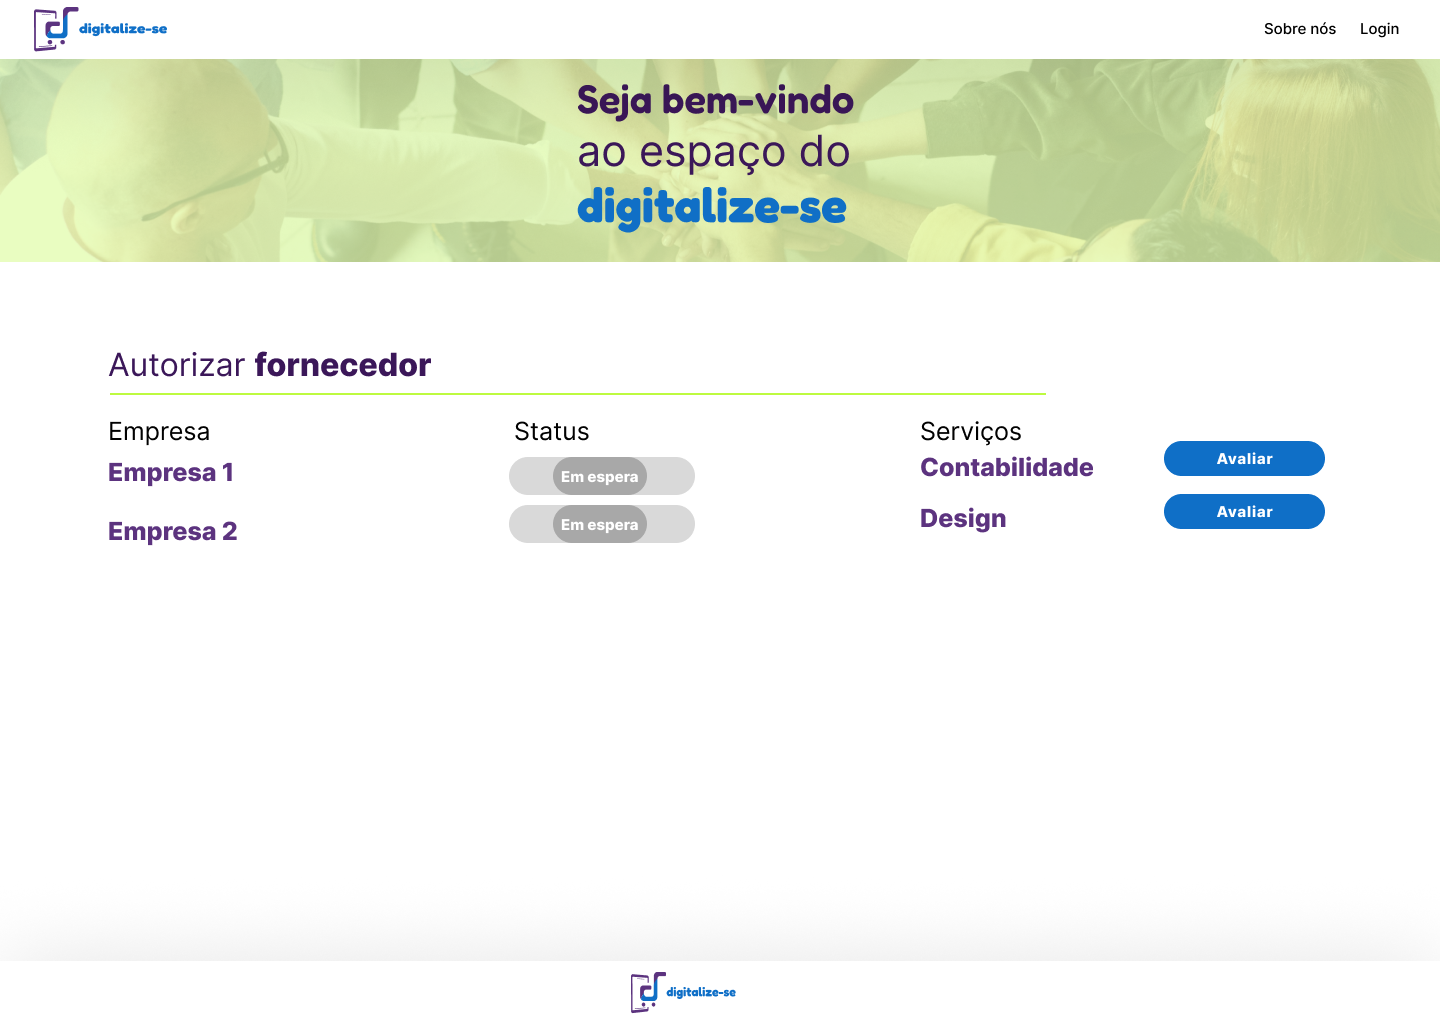 digitalize-se
Sobre nós Login
Seja bem-vindo
ao espaço do
digitalize-se
Autorizar fornecedor
Empresa Status Serviços
Empresa 1 Em espera Contabilidade Avaliar
Empresa 2 Em espera Design Avaliar
digitalize-se